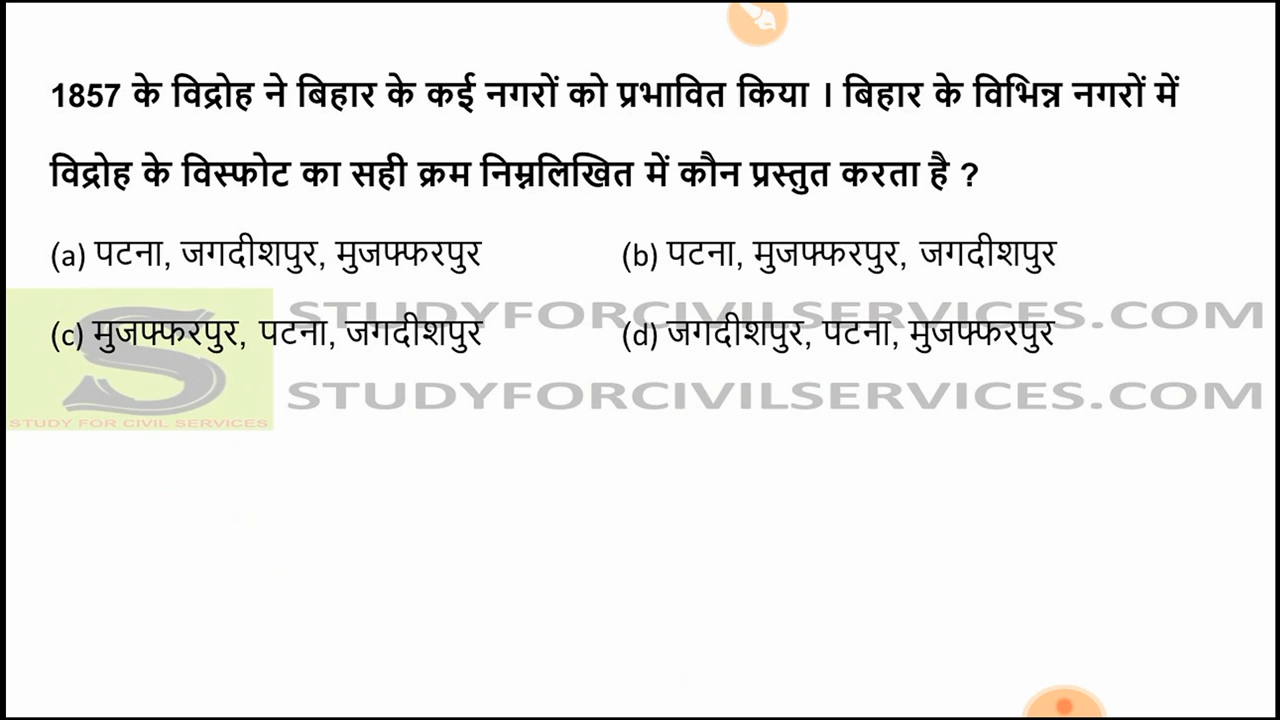 1857 के विद्रोह ने बिहार के कई नगरों को प्रभावित किया । बिहार के विभिन्न नगरों में
विद्रोह के विस्फोट का सही क्रम निम्नलिखित में कौन प्रस्तुत करता है ?
(a) पटना, जगदीशपुर, मुजफ्फरपुर (b) पटना, मुजफ्फरपुर, जगदीशपुर
STUDYFORCIVILSERVICES.COM
(c) मुजफ्फरपुर, पटना, जगदीशपुर (d) जगदीशपुर, पटना, मुजफ्फरपुर
STUDYFORCIVILSERVICES.COM
STUDY FOR CIVIL SERVICES